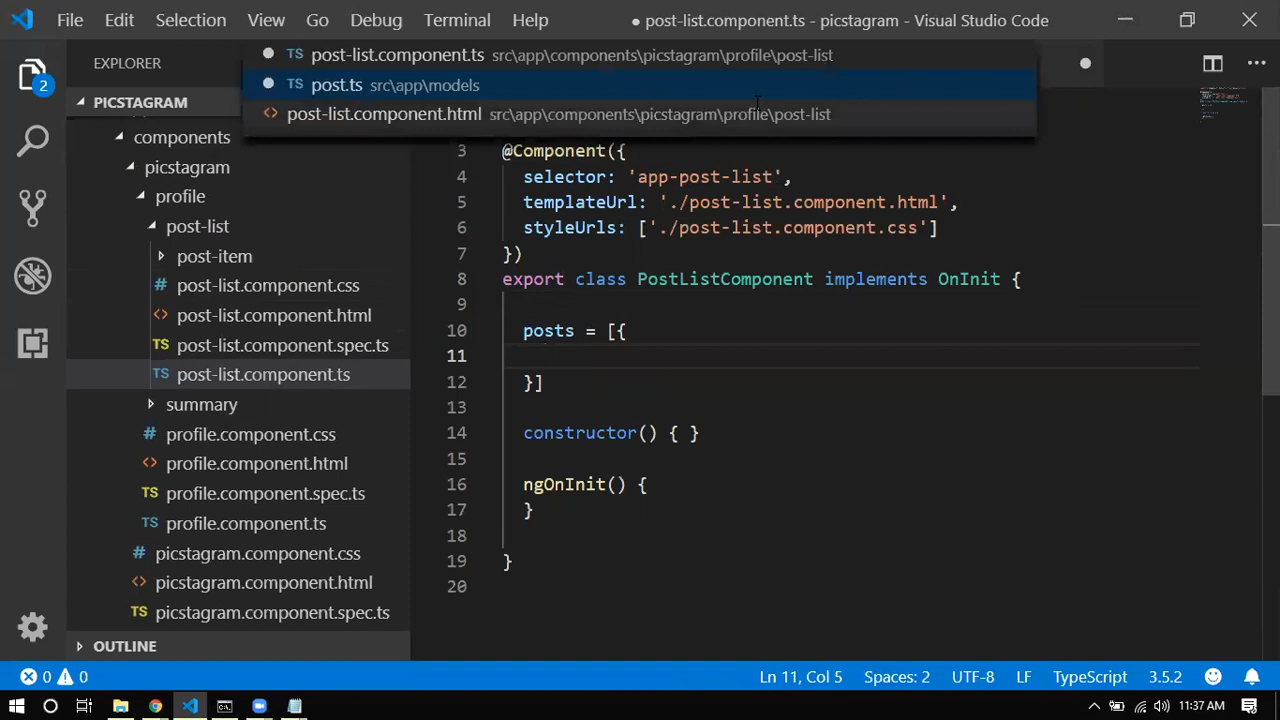 File Edit Selection View Go Debug Terminal Help ● post-list.component.ts - picstagram - Visual Studio Code
EXPLORER
2
PICSTAGRAM
components
picstagram
profile
post-list
post-item
# post-list.component.css
<> post-list.component.html
TS post-list.component.spec.ts
TS post-list.component.ts
summary
# profile.component.css
<> profile.component.html
TS profile.component.spec.ts
TS profile.component.ts
# picstagram.component.css
<> picstagram.component.html
TS picstagram.component.spec.ts
OUTLINE
● TS post-list.component.ts src\app\components\picstagram\profile\post-list
● TS post.ts src\app\models
<> post-list.component.html src\app\components\picstagram\profile\post-list
3 @Component({
4 selector: 'app-post-list',
5 templateUrl: './post-list.component.html',
6 styleUrls: ['./post-list.component.css']
7 })
8 export class PostListComponent implements OnInit {
9
10 posts = [{
11
12 }]
13
14 constructor() { }
15
16 ngOnInit() {
17 }
18
19 }
20
0 0 Ln 11, Col 5 Spaces: 2 UTF-8 LF TypeScript 3.5.2
11:37 AM